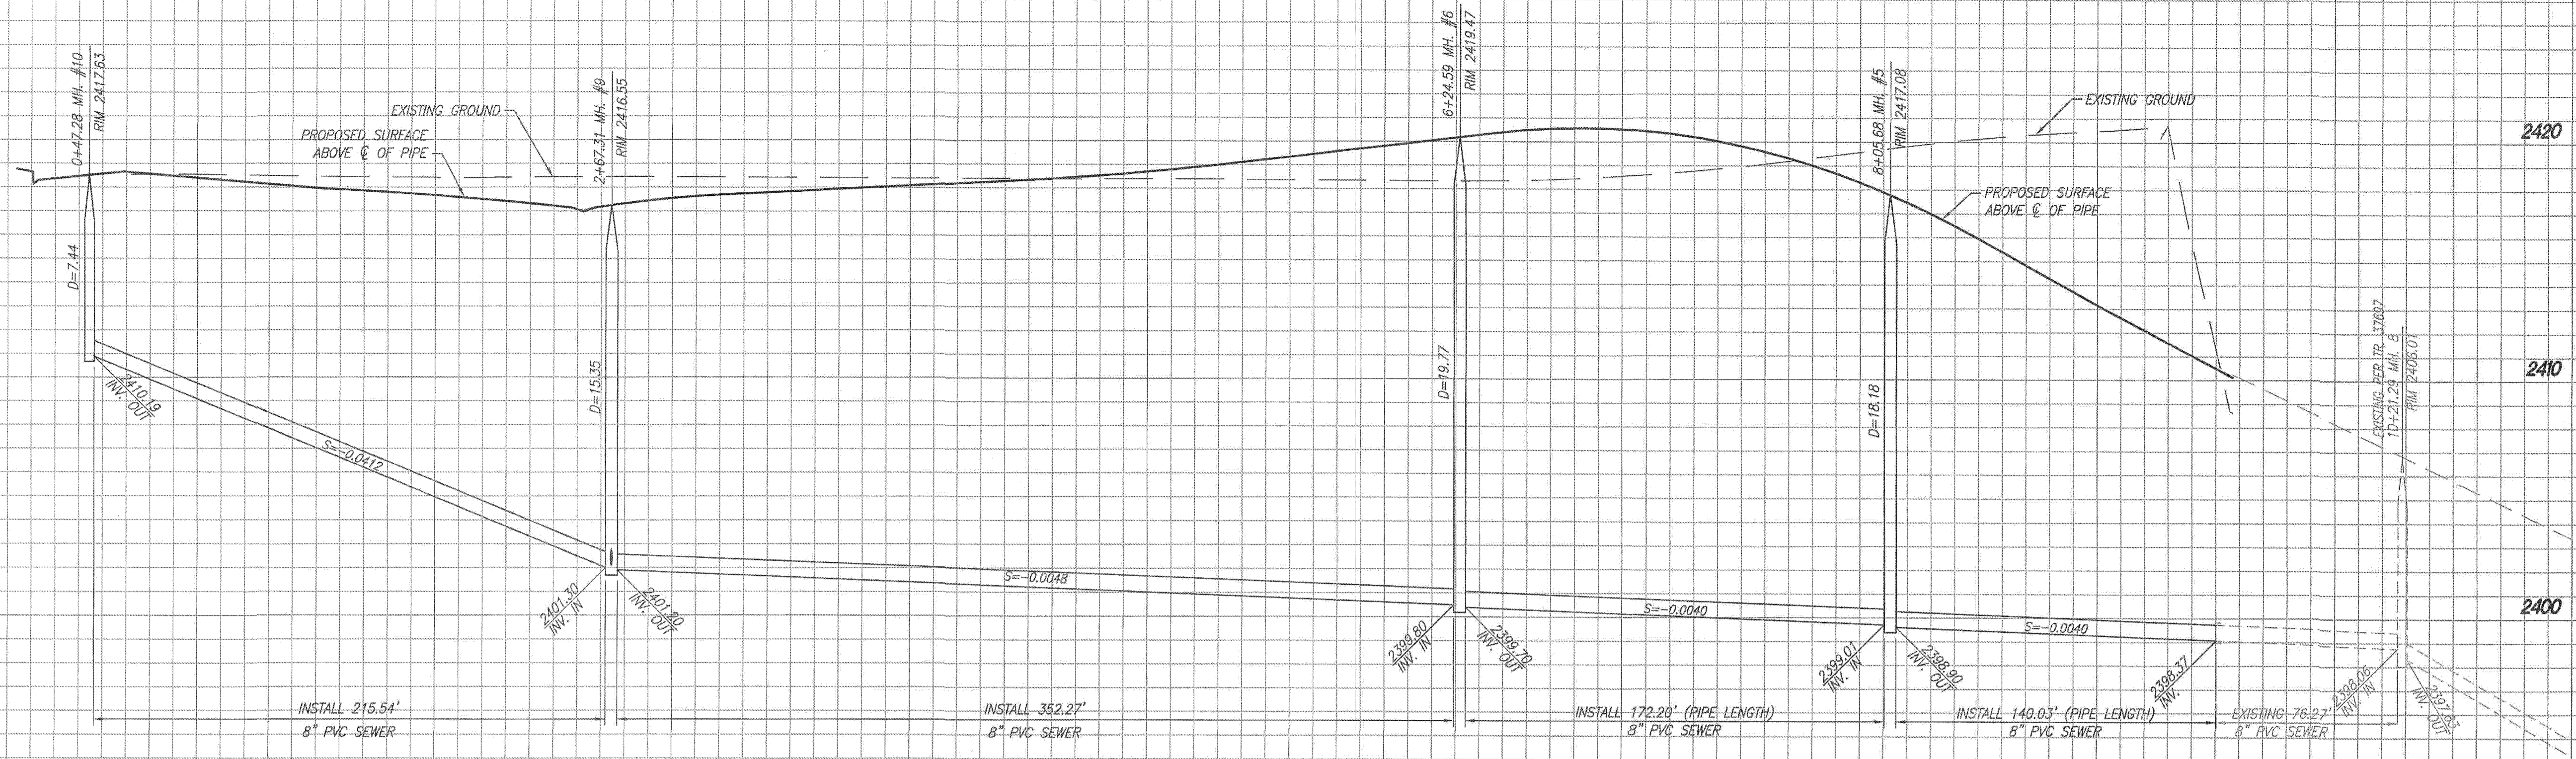 0+47.28 MH. #10
RIM 2417.63
D=7.44
2410.19
INV. OUT
S=-0.0412
PROPOSED SURFACE
ABOVE ℄ OF PIPE
EXISTING GROUND
2+67.31 MH. #9
RIM 2416.55
D=15.35
2401.30
INV. IN
2401.20
INV. OUT
S=-0.0048
6+24.59 MH. #6
RIM 2419.47
D=19.77
2399.80
INV. IN
2399.70
INV. OUT
S=-0.0040
8+05.68 MH. #5
RIM 2417.08
D=18.18
2399.01
INV. IN
2398.90
INV. OUT
S=-0.0040
EXISTING GROUND
PROPOSED SURFACE
ABOVE ℄ OF PIPE
2398.37
INV.
EXISTING PER TR. 37697
10+21.29 MH. 8
RIM 2406.01
2398.06
INV. IN
2397.83
INV. OUT
2420
2410
2400
INSTALL 215.54'
8" PVC SEWER
INSTALL 352.27'
8" PVC SEWER
INSTALL 172.20' (PIPE LENGTH)
8" PVC SEWER
INSTALL 140.03' (PIPE LENGTH)
8" PVC SEWER
EXISTING 76.27'
8" PVC SEWER